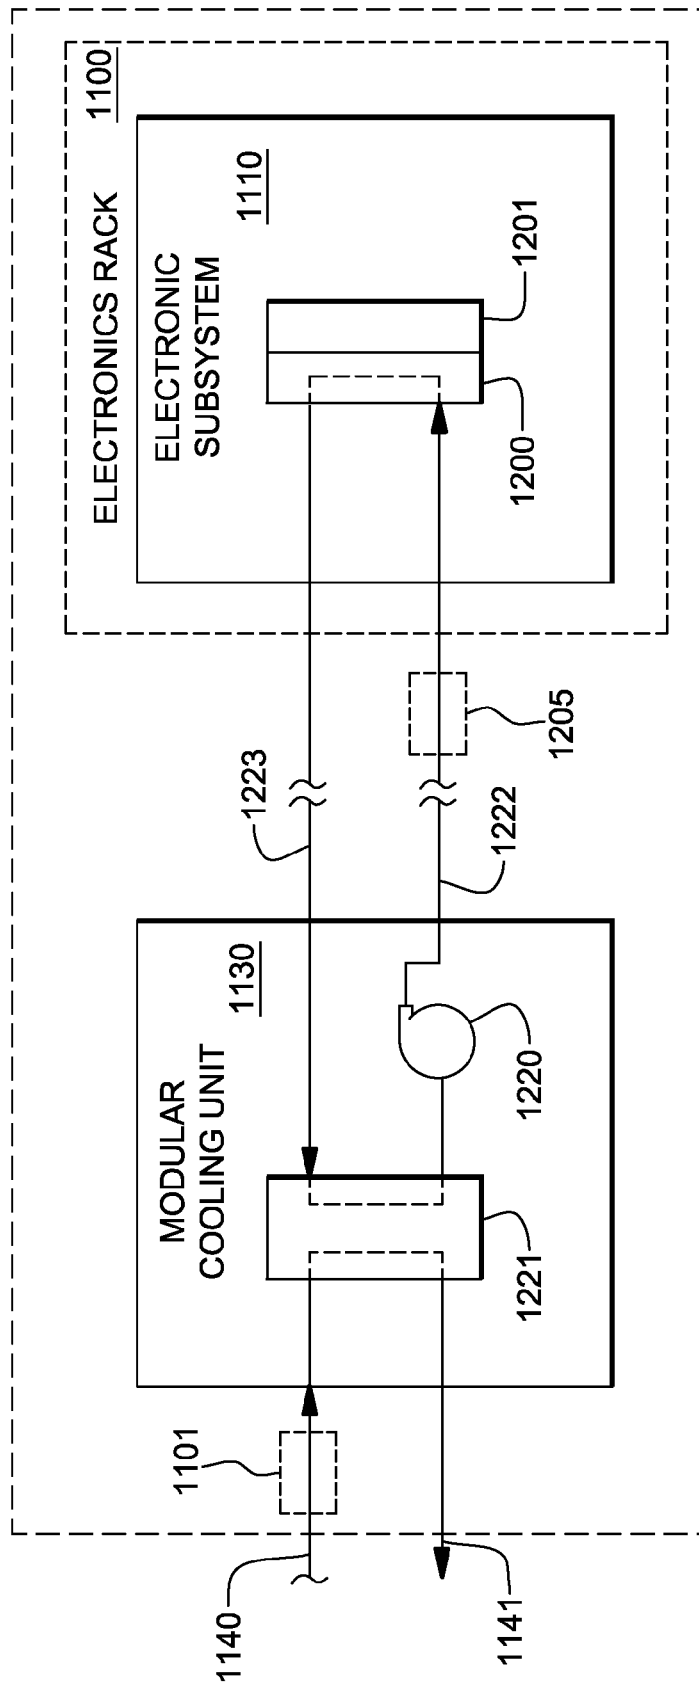 ELECTRONICS RACK
1100
ELECTRONIC
SUBSYSTEM
1110
1201
1200
1223
1205
1222
MODULAR
COOLING UNIT
1130
1220
1221
1101
1140
1141